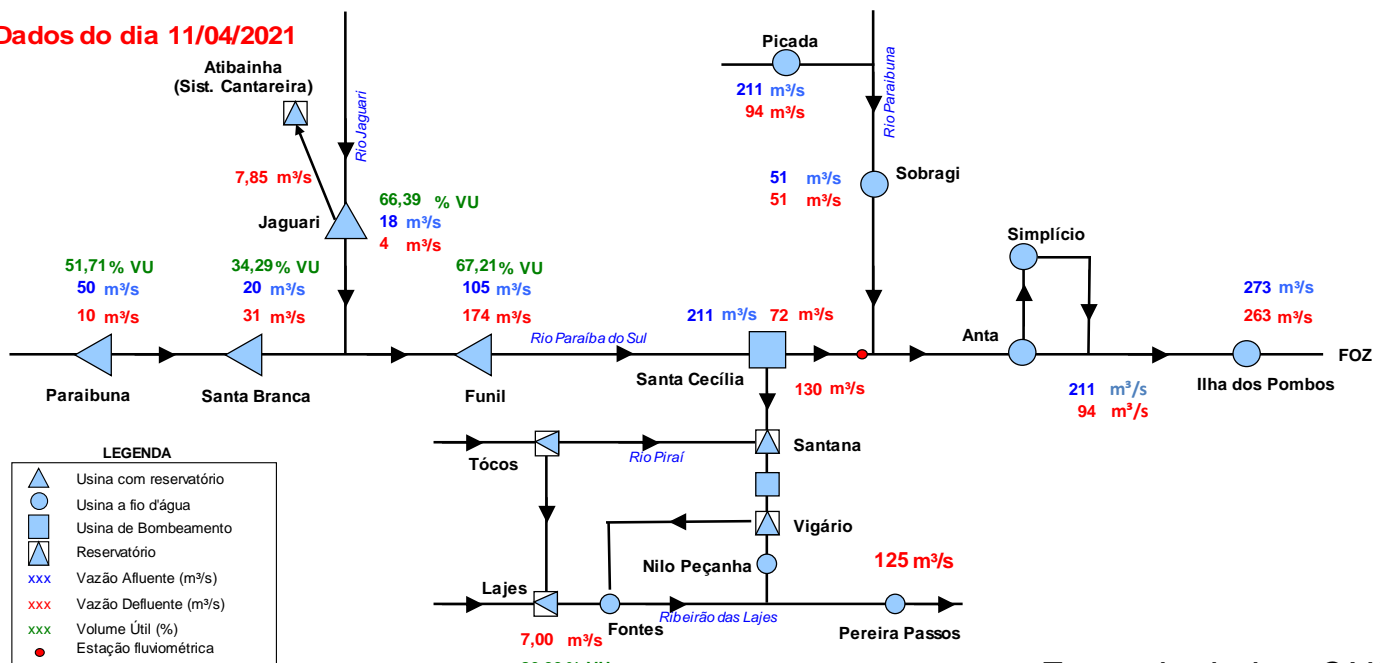 Dados do dia 11/04/2021
Atibainha
(Sist. Cantareira)
Rio Jaguari
7,85 m³/s
Jaguari
66,39 % VU
18 m³/s
4 m³/s
Picada
211 m³/s
94 m³/s
Rio Paraibuna
51 m³/s
51 m³/s
Sobragi
Simplício
51,71 % VU
50 m³/s
10 m³/s
Paraibuna
34,29 % VU
20 m³/s
31 m³/s
Santa Branca
67,21 % VU
105 m³/s
174 m³/s
Funil
Rio Paraíba do Sul
211 m³/s 72 m³/s
Santa Cecília
130 m³/s
Anta
211 m³/s
94 m³/s
273 m³/s
263 m³/s
Ilha dos Pombos
FOZ
Tócos
Rio Piraí
Santana
Vigário
Nilo Peçanha
125 m³/s
Lajes
7,00 m³/s
Fontes
Ribeirão das Lajes
Pereira Passos
LEGENDA
Usina com reservatório
Usina a fio d'água
Usina de Bombeamento
Reservatório
xxx Vazão Afluente (m³/s)
xxx Vazão Defluente (m³/s)
xxx Volume Útil (%)
Estação fluviométrica